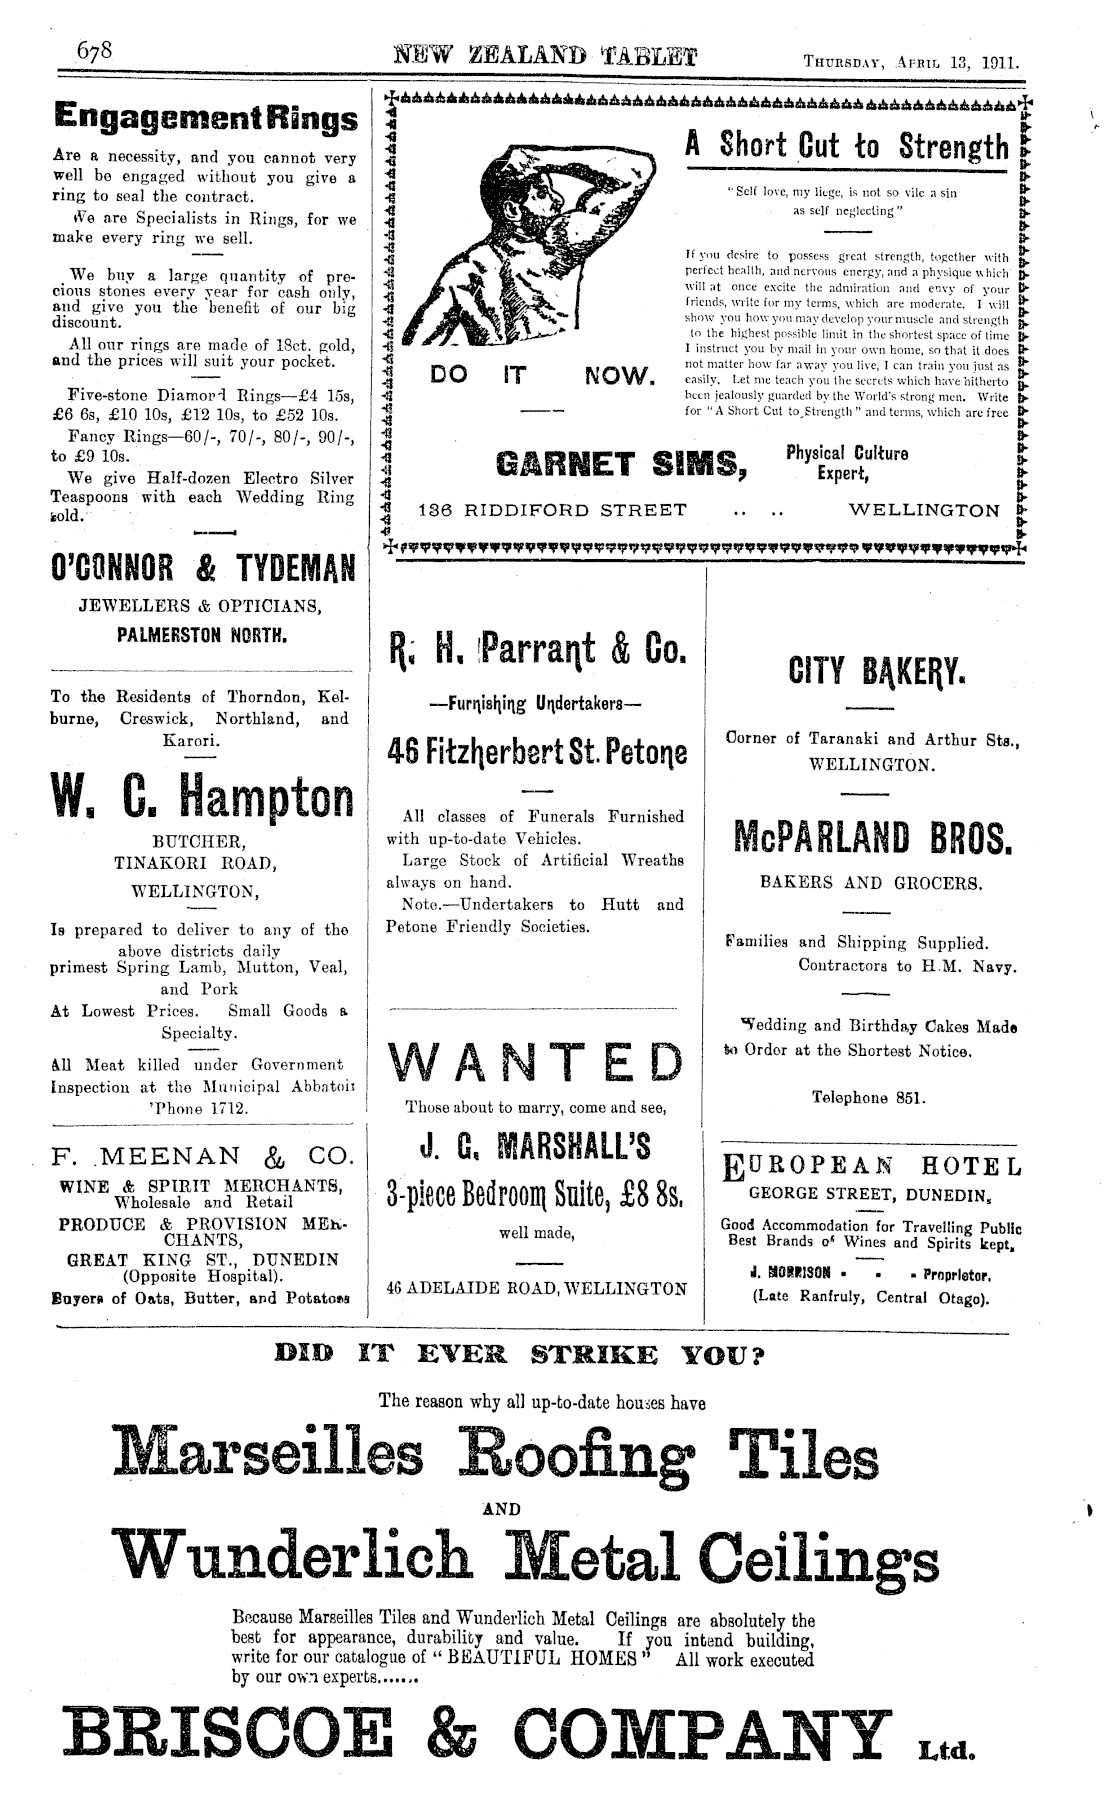 678
NEW ZEALAND TABLET
THURSDAY, APRIL 13, 1911.
Engagement Rings
Are a necessity, and you cannot very
well be engaged without you give a
ring to seal the contract.
We are Specialists in Rings, for we
make every ring we sell.
We buy a large quantity of pre-
cious stones every year for cash only,
and give you the benefit of our big
discount.
All our rings are made of 18ct. gold,
and the prices will suit your pocket.
Five-stone Diamond Rings—£4 15s,
£6 6s, £10 10s, £12 10s, to £52 10s.
Fancy Rings—60/-, 70/-, 80/-, 90/-,
to £9 10s.
We give Half-dozen Electro Silver
Teaspoons with each Wedding Ring
sold.
O'CONNOR & TYDEMAN
JEWELLERS & OPTICIANS,
PALMERSTON NORTH.
To the Residents of Thorndon, Kel-
burne, Creswick, Northland, and
Karori.
W. C. Hampton
BUTCHER,
TINAKORI ROAD,
WELLINGTON,
Is prepared to deliver to any of the
above districts daily
primest Spring Lamb, Mutton, Veal,
and Pork
At Lowest Prices. Small Goods a
Specialty.
All Meat killed under Government
Inspection at the Municipal Abbatoir
'Phone 1712.
F. MEENAN & CO.
WINE & SPIRIT MERCHANTS,
Wholesale and Retail
PRODUCE & PROVISION MER-
CHANTS,
GREAT KING ST., DUNEDIN
(Opposite Hospital).
Buyers of Oats, Butter, and Potatoes
A Short Cut to Strength
"Self love, my liege, is not so vile a sin
as self neglecting"
If you desire to possess great strength, together with
perfect health, and nervous energy, and a physique which
will at once excite the admiration and envy of your
friends, write for my terms, which are moderate. I will
show you how you may develop your muscle and strength
to the highest possible limit in the shortest space of time
I instruct you by mail in your own home, so that it does
not matter how far away you live, I can train you just as
easily. Let me teach you the secrets which have hitherto
been jealously guarded by the World's strong men. Write
for "A Short Cut to Strength" and terms, which are free
DO IT NOW.
GARNET SIMS,
Physical Culture
Expert,
136 RIDDIFORD STREET .. .. WELLINGTON
R. H. Parrant & Co.
—Furnishing Undertakers—
46 Fitzherbert St. Petone
All classes of Funerals Furnished
with up-to-date Vehicles.
Large Stock of Artificial Wreaths
always on hand.
Note.—Undertakers to Hutt and
Petone Friendly Societies.
WANTED
Those about to marry, come and see,
J. G. MARSHALL'S
3-piece Bedroom Suite, £8 8s.
well made,
46 ADELAIDE ROAD, WELLINGTON
CITY BAKERY.
Corner of Taranaki and Arthur Sts.,
WELLINGTON.
McPARLAND BROS.
BAKERS AND GROCERS.
Families and Shipping Supplied.
Contractors to H.M. Navy.
Wedding and Birthday Cakes Made
to Order at the Shortest Notice.
Telephone 851.
EUROPEAN HOTEL
GEORGE STREET, DUNEDIN.
Good Accommodation for Travelling Public
Best Brands of Wines and Spirits kept.
J. MORRISON - - - Proprietor.
(Late Ranfruly, Central Otago).
DID IT EVER STRIKE YOU?
The reason why all up-to-date houses have
Marseilles Roofing Tiles
AND
Wunderlich Metal Ceilings
Because Marseilles Tiles and Wunderlich Metal Ceilings are absolutely the
best for appearance, durability and value. If you intend building,
write for our catalogue of "BEAUTIFUL HOMES" All work executed
by our own experts.......
BRISCOE & COMPANY Ltd.